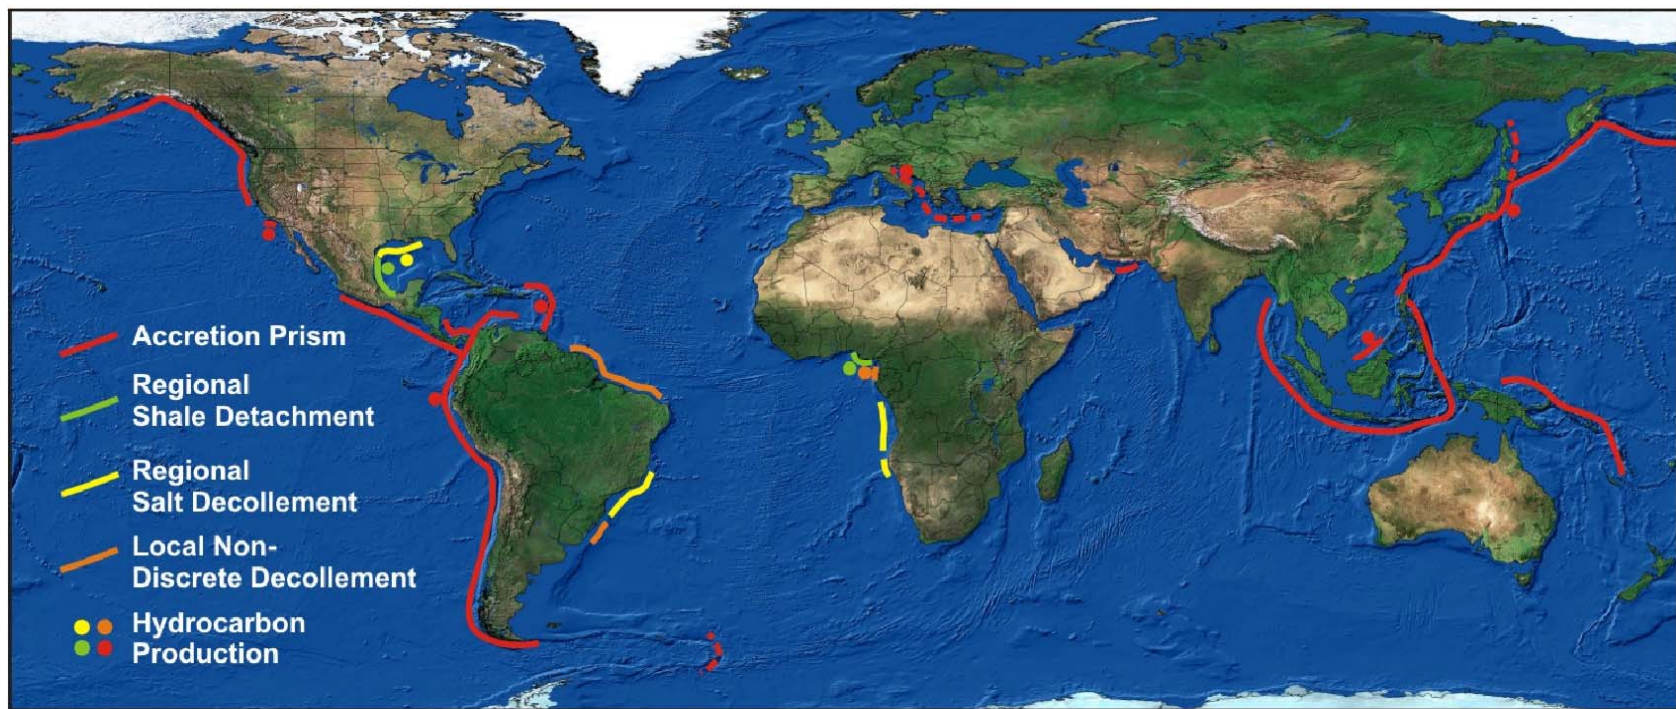 Accretion Prism
Regional
Shale Detachment
Regional
Salt Decollement
Local Non-
Discrete Decollement
Hydrocarbon
Production